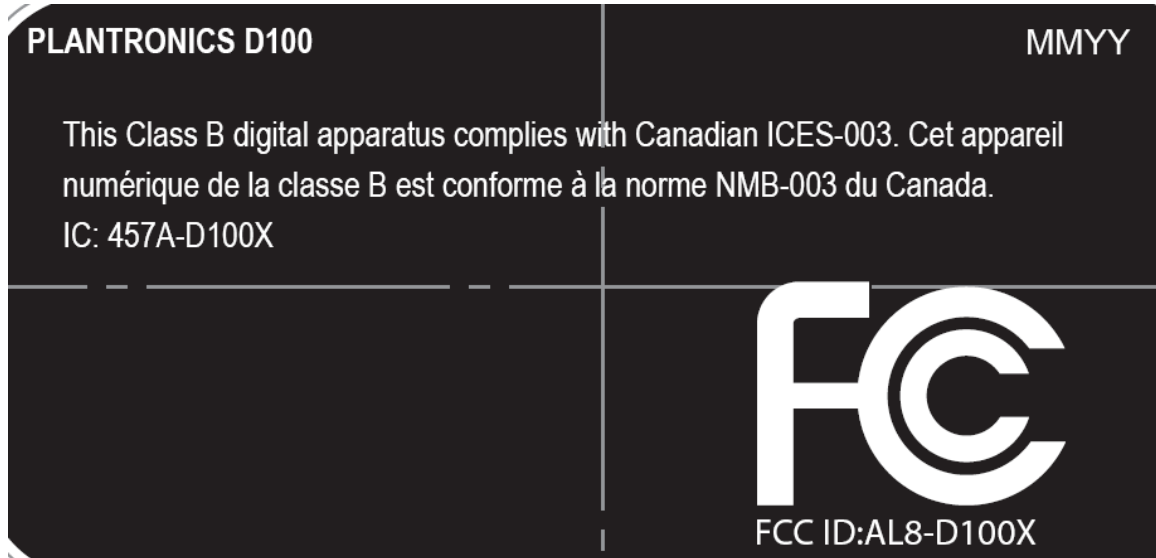 PLANTRONICS D100
MMYY
This Class B digital apparatus complies with Canadian ICES-003. Cet appareil
numérique de la classe B est conforme à la norme NMB-003 du Canada.
IC: 457A-D100X
FC
FCC ID:AL8-D100X